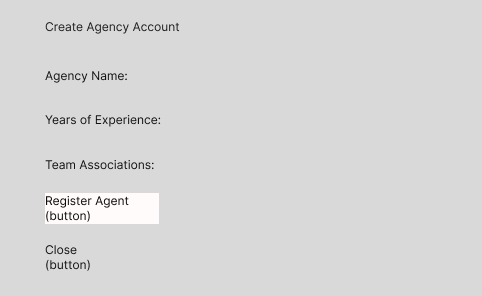 Create Agency Account
Agency Name:
Years of Experience:
Team Associations:
Register Agent
(button)
Close
(button)